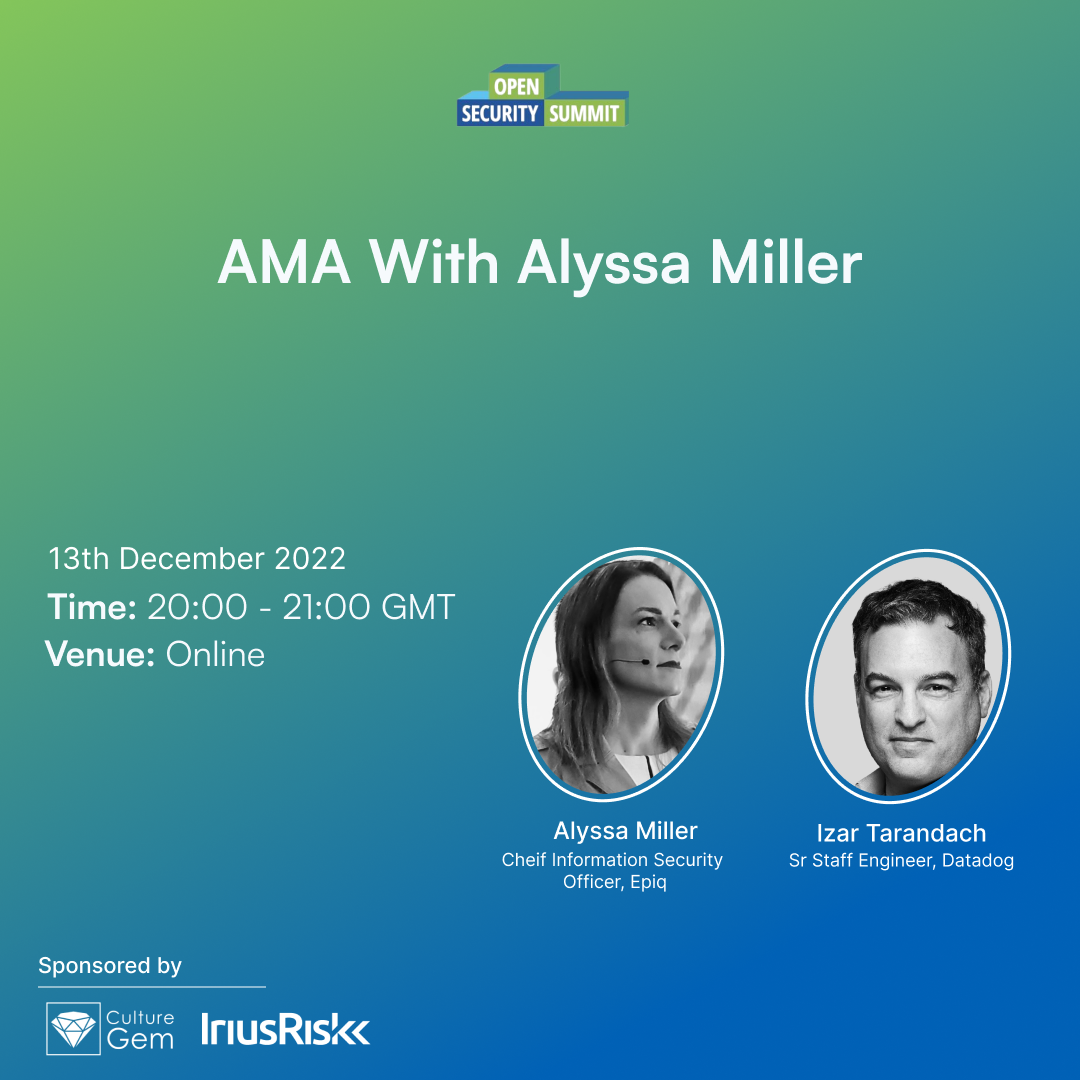 OPEN
SECURITY SUMMIT
AMA With Alyssa Miller
13th December 2022
Time: 20:00 - 21:00 GMT
Venue: Online
Alyssa Miller
Cheif Information Security
Officer, Epiq
Izar Tarandach
Sr Staff Engineer, Datadog
Sponsored by
Culture
Gem
IriusRisk